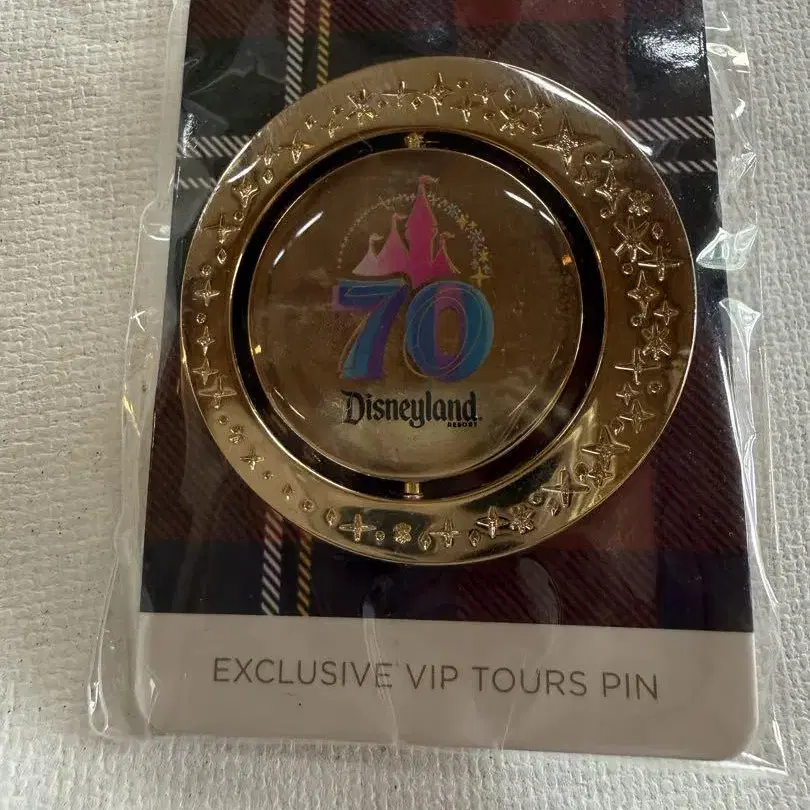 70
Disneyland
RESORT
EXCLUSIVE VIP TOURS PIN